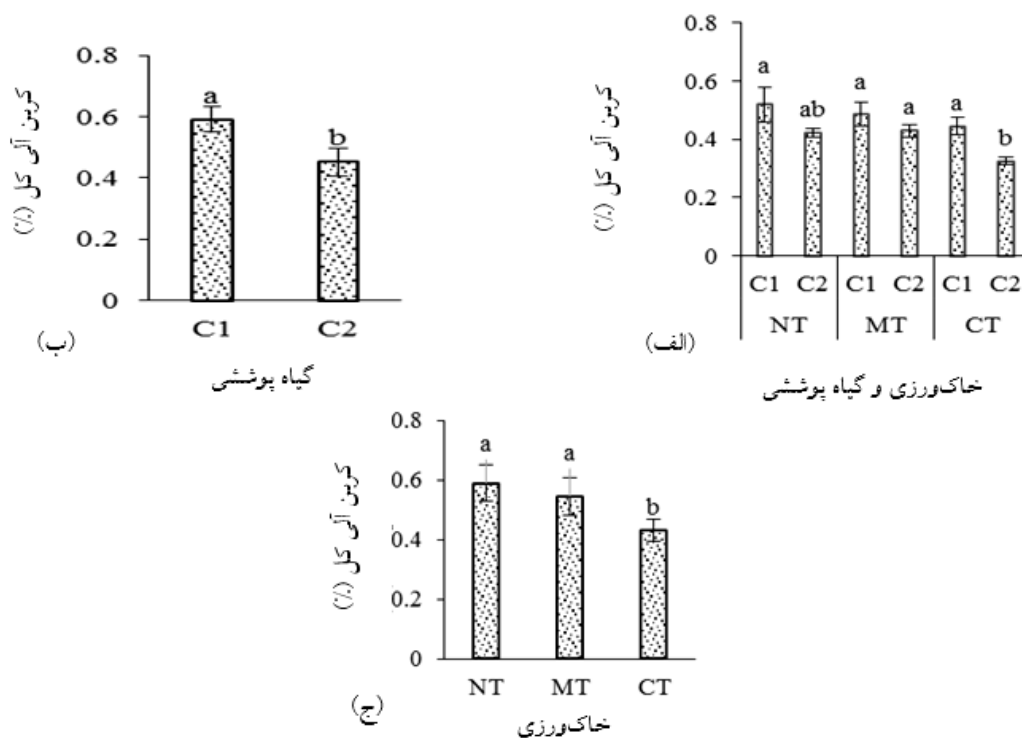 0.8
0.6
0.4
0.2
0
کربن آلی کل (٪)
a
ab
a
a
a
b
C1 C2 C1 C2 C1 C2
NT MT CT
(الف)
خاک‌ورزی و گیاه پوششی
0.8
0.6
0.4
0.2
0
کربن آلی کل (٪)
a
b
C1 C2
(ب)
گیاه پوششی
0.8
0.6
0.4
0.2
0
کربن آلی کل (٪)
a
a
b
NT MT CT
(ج)
خاک‌ورزی